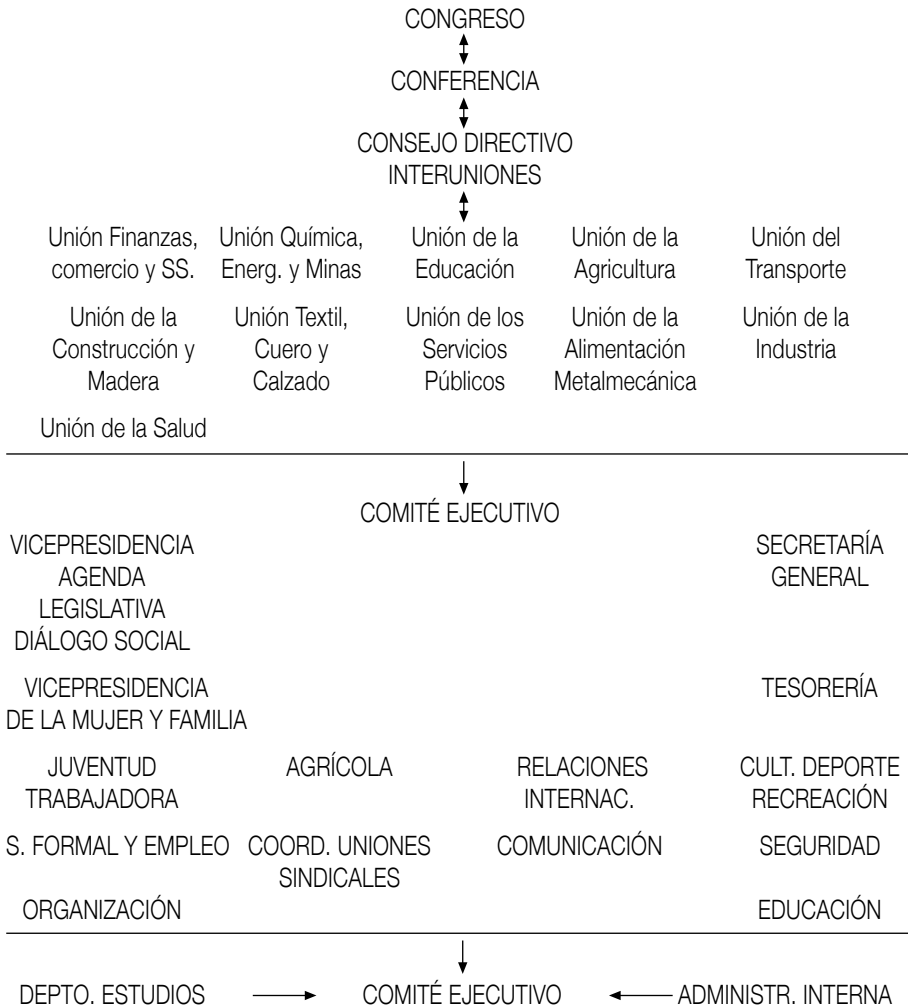 CONGRESO
CONFERENCIA
CONSEJO DIRECTIVO
INTERUNIONES
Unión Finanzas,
comercio y SS.
Unión Química,
Energ. y Minas
Unión de la
Educación
Unión de la
Agricultura
Unión del
Transporte
Unión de la
Construcción y
Madera
Unión Textil,
Cuero y
Calzado
Unión de los
Servicios
Públicos
Unión de la
Alimentación
Metalmecánica
Unión de la
Industria
Unión de la Salud
COMITÉ EJECUTIVO
VICEPRESIDENCIA
AGENDA
LEGISLATIVA
DIÁLOGO SOCIAL
SECRETARÍA
GENERAL
VICEPRESIDENCIA
DE LA MUJER Y FAMILIA
TESORERÍA
JUVENTUD
TRABAJADORA
AGRÍCOLA
RELACIONES
INTERNAC.
CULT. DEPORTE
RECREACIÓN
S. FORMAL Y EMPLEO
COORD. UNIONES
SINDICALES
COMUNICACIÓN
SEGURIDAD
ORGANIZACIÓN
EDUCACIÓN
DEPTO. ESTUDIOS
COMITÉ EJECUTIVO
ADMINISTR. INTERNA